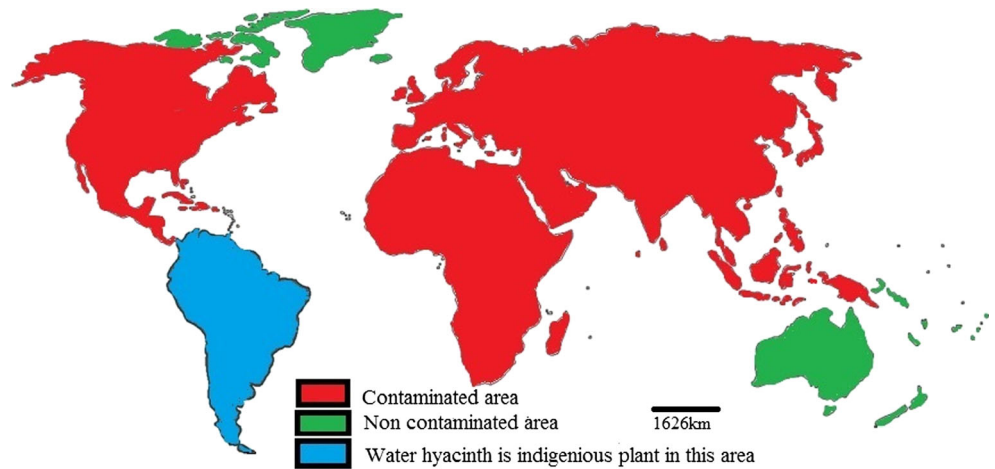 Contaminated area
Non contaminated area
1626km
Water hyacinth is indigenious plant in this area